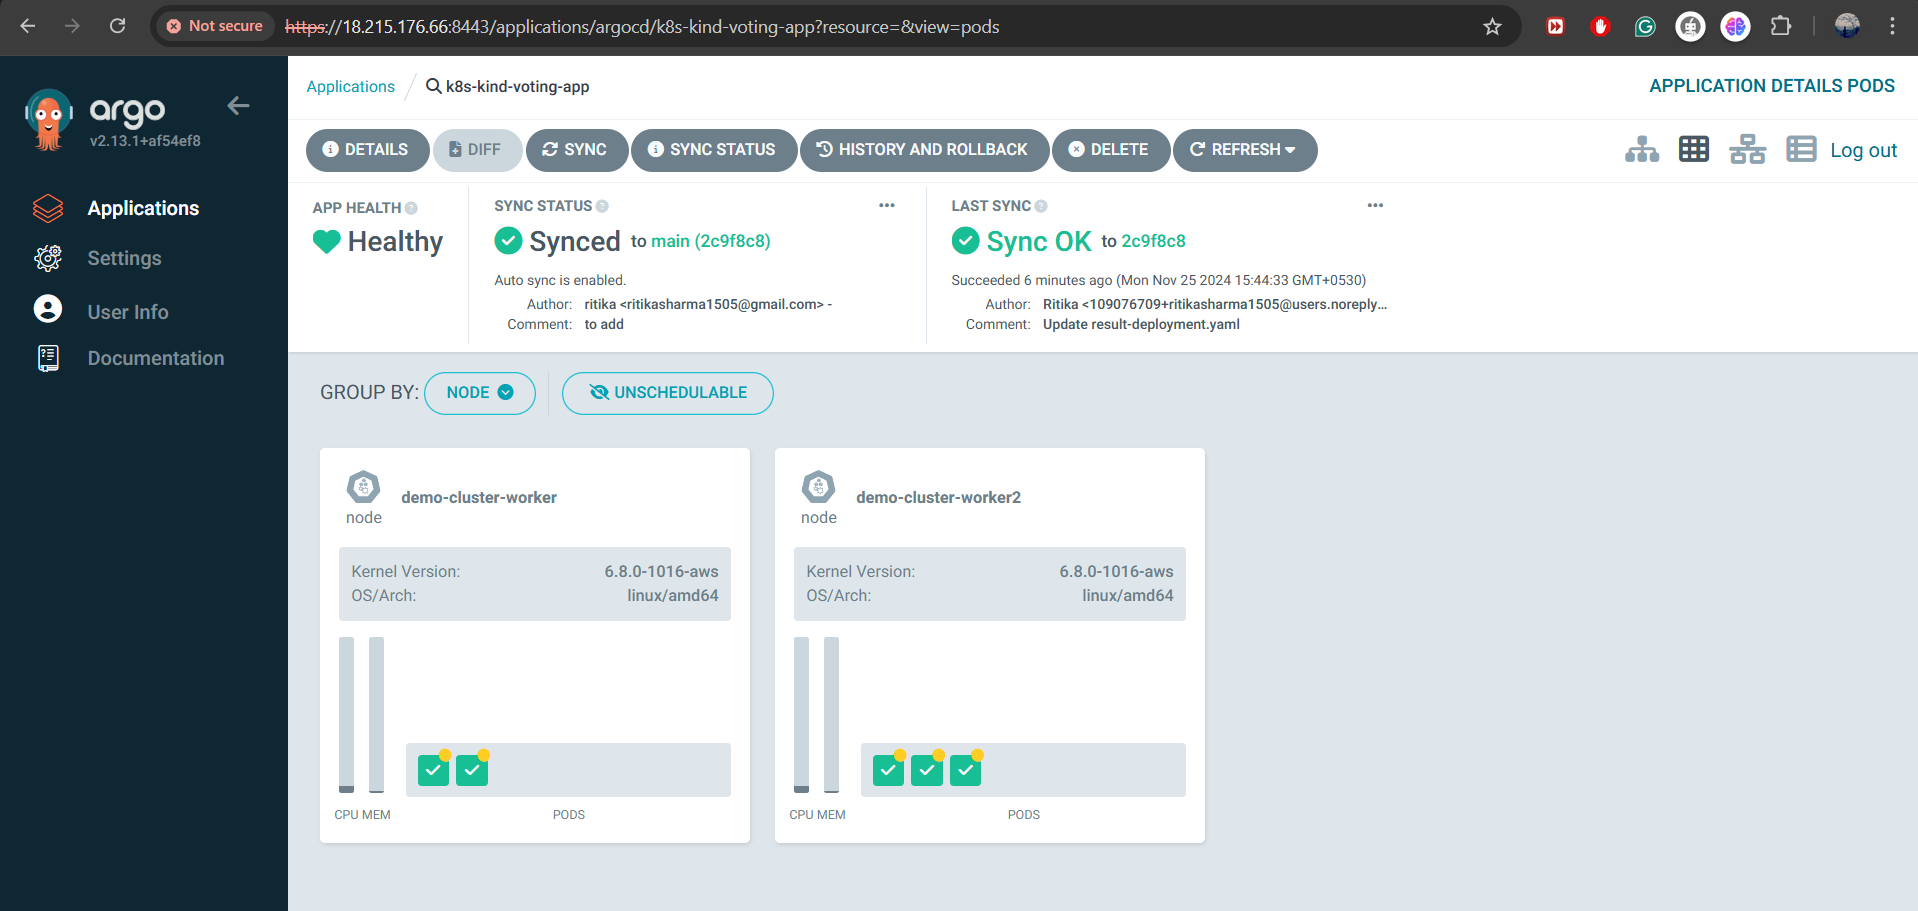 Not secure https://18.215.176.66:8443/applications/argocd/k8s-kind-voting-app?resource=&view=pods
argo
v2.13.1+af54ef8
Applications
Settings
User Info
Documentation
Applications / k8s-kind-voting-app
APPLICATION DETAILS PODS
DETAILS DIFF SYNC SYNC STATUS HISTORY AND ROLLBACK DELETE REFRESH
Log out
APP HEALTH
Healthy
SYNC STATUS
Synced to main (2c9f8c8)
Auto sync is enabled.
Author: ritika <ritikasharma1505@gmail.com> -
Comment: to add
LAST SYNC
Sync OK to 2c9f8c8
Succeeded 6 minutes ago (Mon Nov 25 2024 15:44:33 GMT+0530)
Author: Ritika <109076709+ritikasharma1505@users.noreply...
Comment: Update result-deployment.yaml
GROUP BY: NODE UNSCHEDULABLE
demo-cluster-worker
node
Kernel Version: 6.8.0-1016-aws
OS/Arch: linux/amd64
CPU MEM PODS
demo-cluster-worker2
node
Kernel Version: 6.8.0-1016-aws
OS/Arch: linux/amd64
CPU MEM PODS